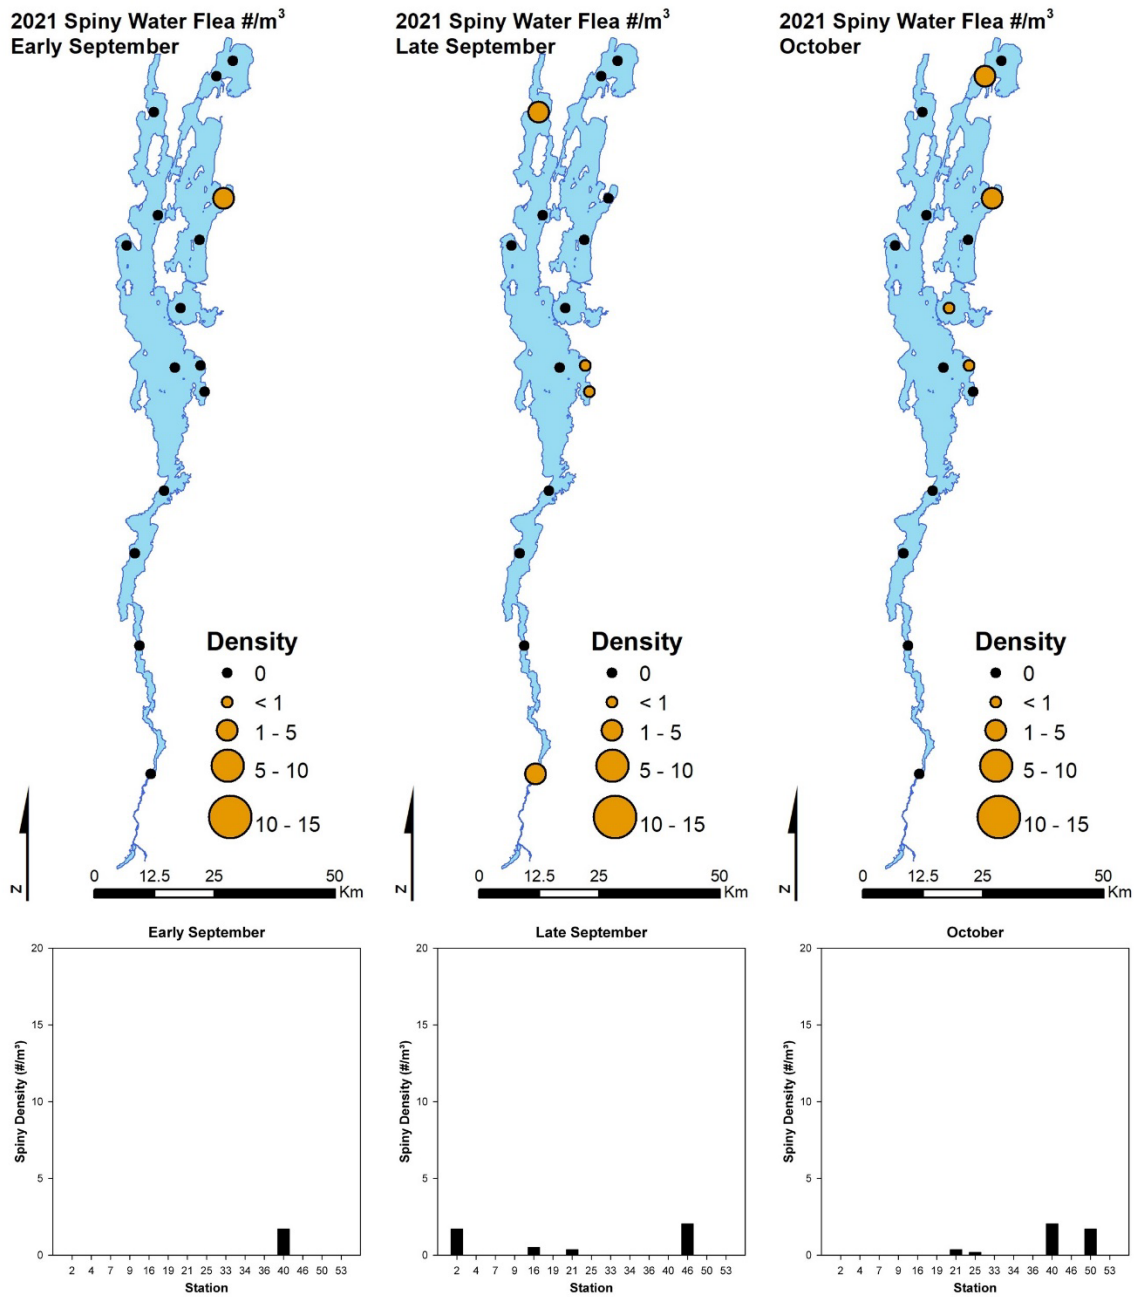 2021 Spiny Water Flea #/m³
Early September
Density
0
< 1
1 - 5
5 - 10
10 - 15
N
0 12.5 25 50
Km
2021 Spiny Water Flea #/m³
Late September
Density
0
< 1
1 - 5
5 - 10
10 - 15
N
0 12.5 25 50
Km
2021 Spiny Water Flea #/m³
October
Density
0
< 1
1 - 5
5 - 10
10 - 15
N
0 12.5 25 50
Km
Early September
Spiny Density (#/m³)
20
15
10
5
0
2 4 7 9 16 19 21 25 33 34 36 40 46 50 53
Station
Late September
Spiny Density (#/m³)
20
15
10
5
0
2 4 7 9 16 19 21 25 33 34 36 40 46 50 53
Station
October
Spiny Density (#/m³)
20
15
10
5
0
2 4 7 9 16 19 21 25 33 34 36 40 46 50 53
Station